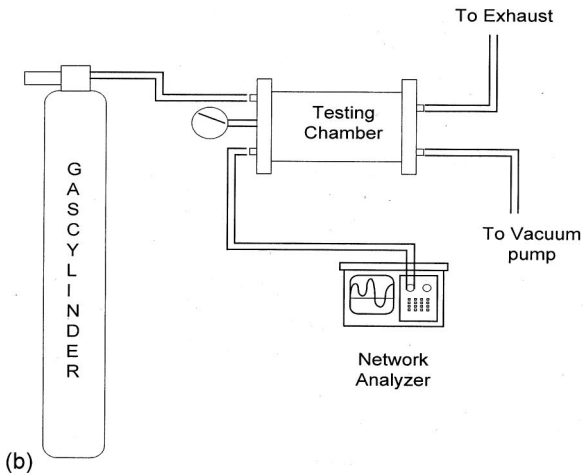 To Exhaust
Testing
Chamber
GASCYLINDER
To Vacuum
pump
Network
Analyzer
(b)